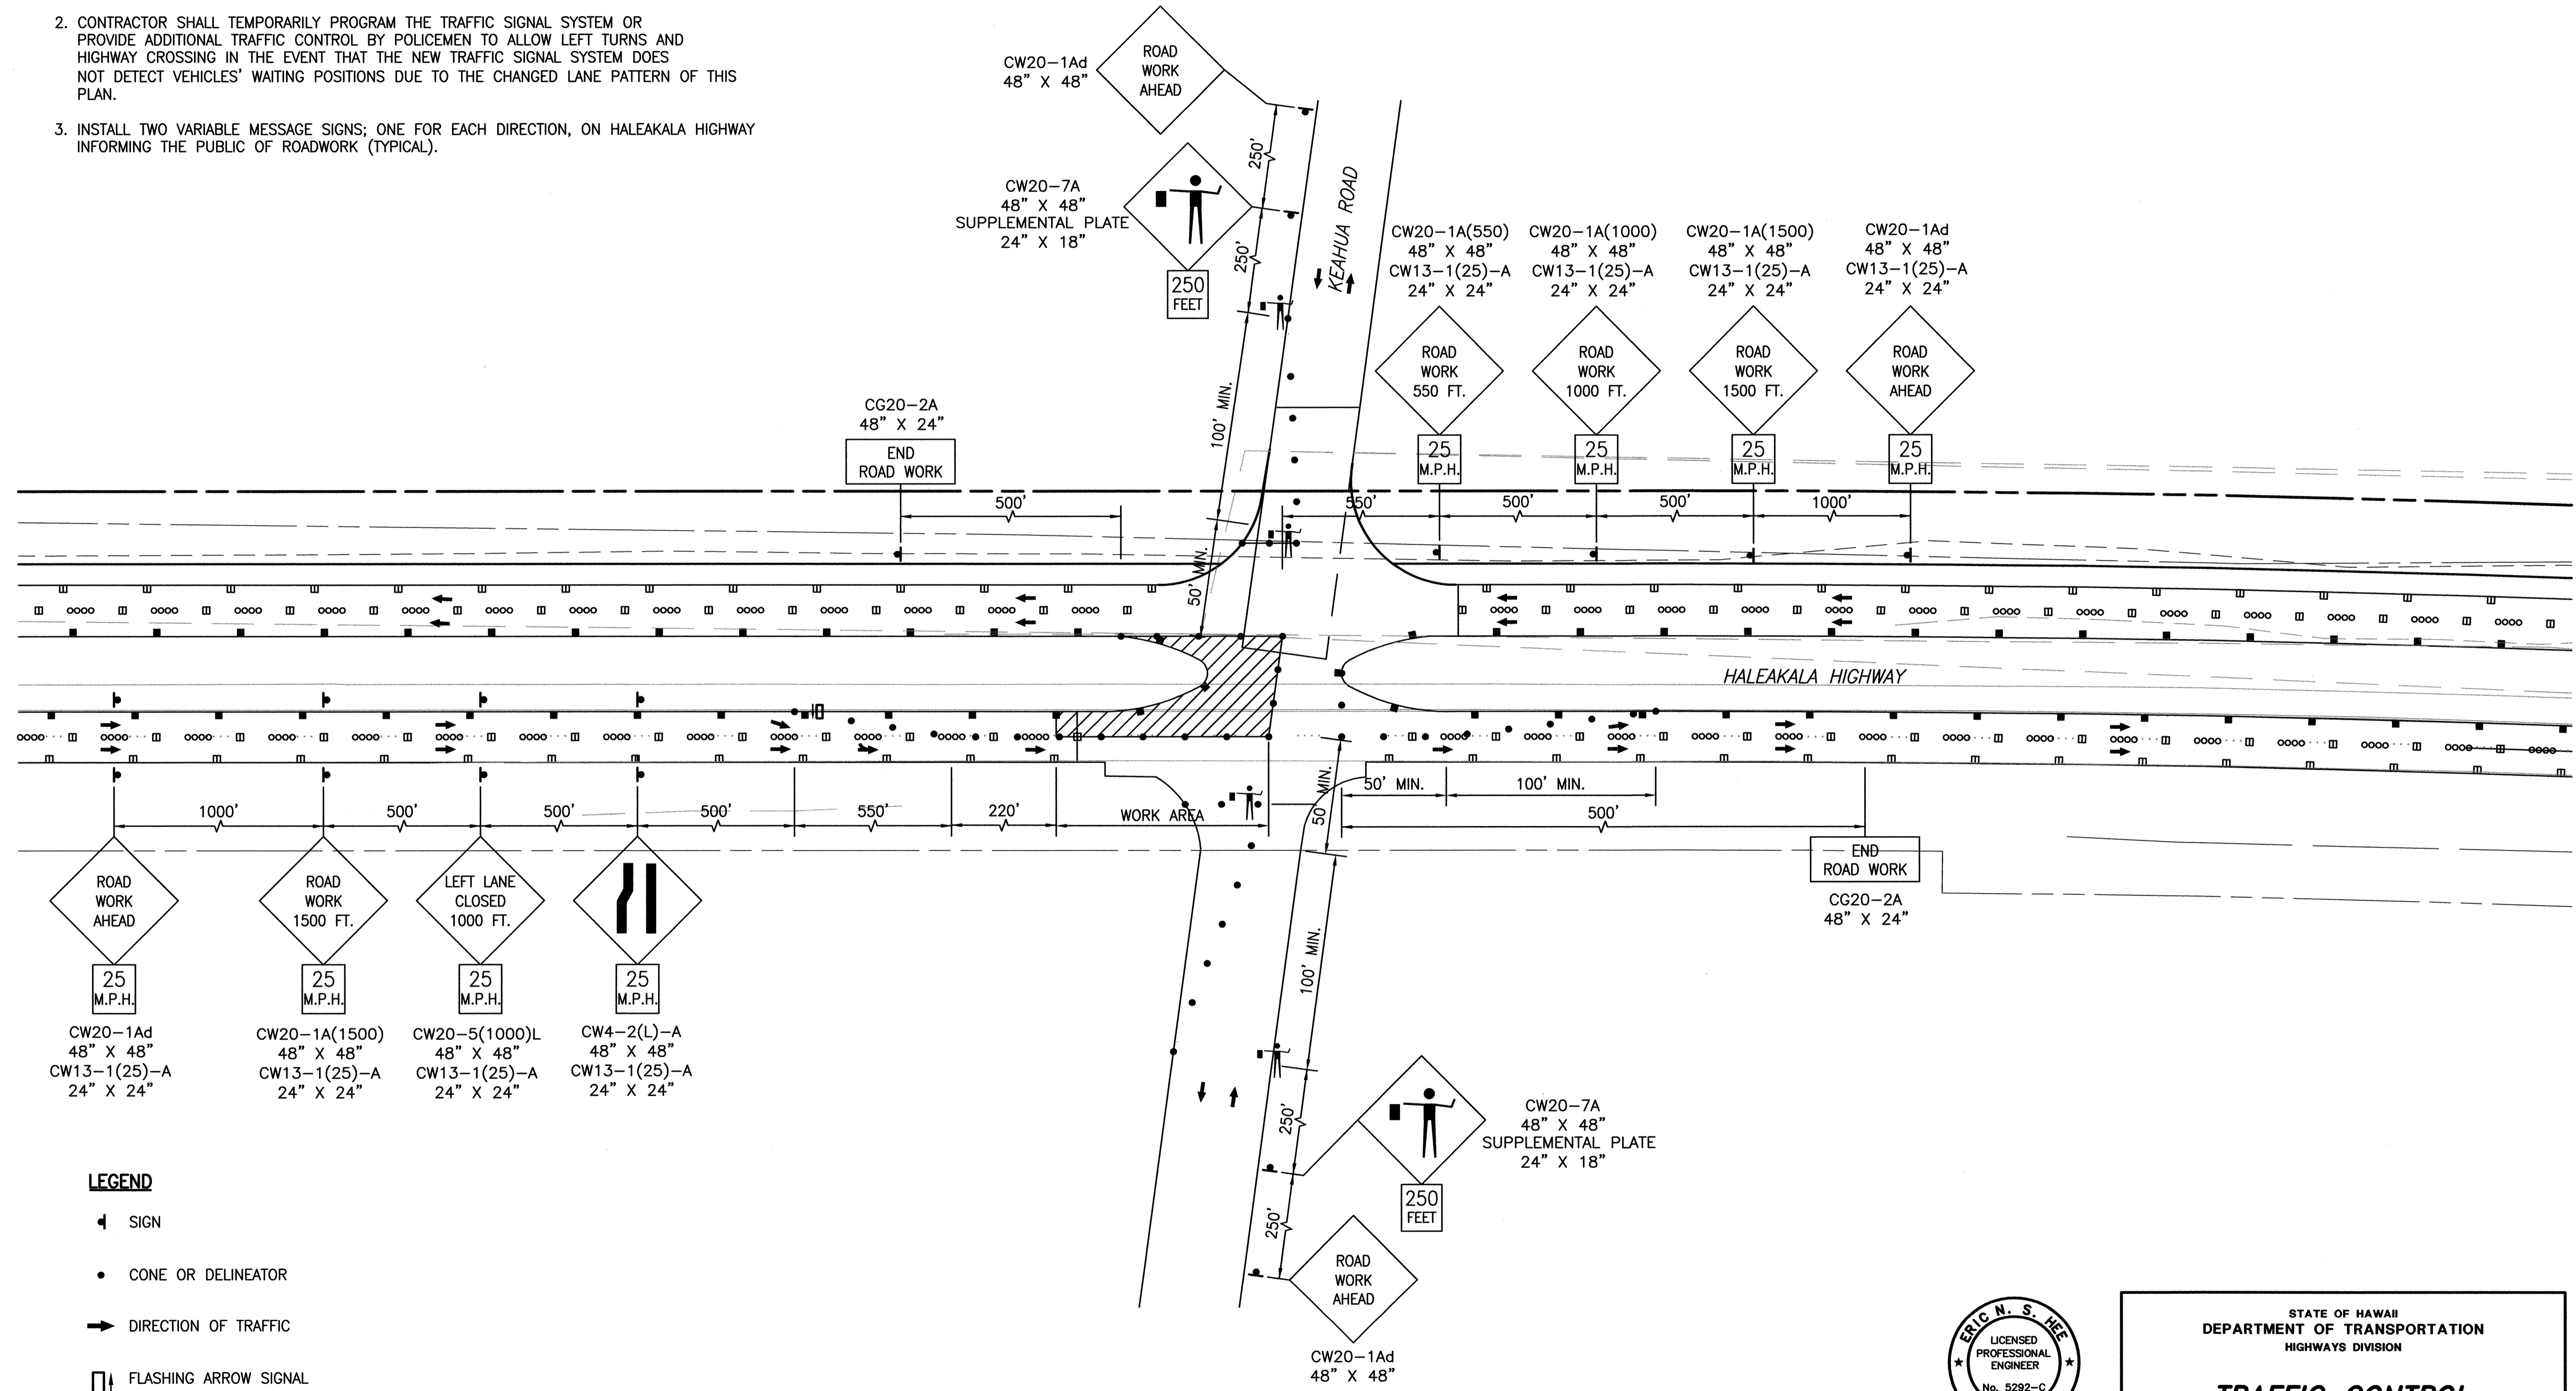 2. CONTRACTOR SHALL TEMPORARILY PROGRAM THE TRAFFIC SIGNAL SYSTEM OR
PROVIDE ADDITIONAL TRAFFIC CONTROL BY POLICEMEN TO ALLOW LEFT TURNS AND
HIGHWAY CROSSING IN THE EVENT THAT THE NEW TRAFFIC SIGNAL SYSTEM DOES
NOT DETECT VEHICLES' WAITING POSITIONS DUE TO THE CHANGED LANE PATTERN OF THIS
PLAN.
3. INSTALL TWO VARIABLE MESSAGE SIGNS; ONE FOR EACH DIRECTION, ON HALEAKALA HIGHWAY
INFORMING THE PUBLIC OF ROADWORK (TYPICAL).
CW20-1Ad
48" X 48"
ROAD
WORK
AHEAD
250'
CW20-7A
48" X 48"
SUPPLEMENTAL PLATE
24" X 18"
250
FEET
250'
100' MIN.
50' MIN.
KEAHUA ROAD
CW20-1A(550)
48" X 48"
CW13-1(25)-A
24" X 24"
ROAD
WORK
550 FT.
25
M.P.H.
CW20-1A(1000)
48" X 48"
CW13-1(25)-A
24" X 24"
ROAD
WORK
1000 FT.
25
M.P.H.
CW20-1A(1500)
48" X 48"
CW13-1(25)-A
24" X 24"
ROAD
WORK
1500 FT.
25
M.P.H.
CW20-1Ad
48" X 48"
CW13-1(25)-A
24" X 24"
ROAD
WORK
AHEAD
25
M.P.H.
CG20-2A
48" X 24"
END
ROAD WORK
500'
550'
500'
500'
1000'
HALEAKALA HIGHWAY
1000'
500'
500'
500'
550'
220'
WORK AREA
50' MIN.
50' MIN.
100' MIN.
500'
END
ROAD WORK
CG20-2A
48" X 24"
ROAD
WORK
AHEAD
25
M.P.H.
CW20-1Ad
48" X 48"
CW13-1(25)-A
24" X 24"
ROAD
WORK
1500 FT.
25
M.P.H.
CW20-1A(1500)
48" X 48"
CW13-1(25)-A
24" X 24"
LEFT LANE
CLOSED
1000 FT.
25
M.P.H.
CW20-5(1000)L
48" X 48"
CW13-1(25)-A
24" X 24"
25
M.P.H.
CW4-2(L)-A
48" X 48"
CW13-1(25)-A
24" X 24"
100' MIN.
250'
250'
CW20-7A
48" X 48"
SUPPLEMENTAL PLATE
24" X 18"
250
FEET
ROAD
WORK
AHEAD
CW20-1Ad
48" X 48"
LEGEND
SIGN
CONE OR DELINEATOR
DIRECTION OF TRAFFIC
FLASHING ARROW SIGNAL
ERIC N. S. HEE
LICENSED
PROFESSIONAL
ENGINEER
No. 5292-C
STATE OF HAWAII
DEPARTMENT OF TRANSPORTATION
HIGHWAYS DIVISION
TRAFFIC CONTROL